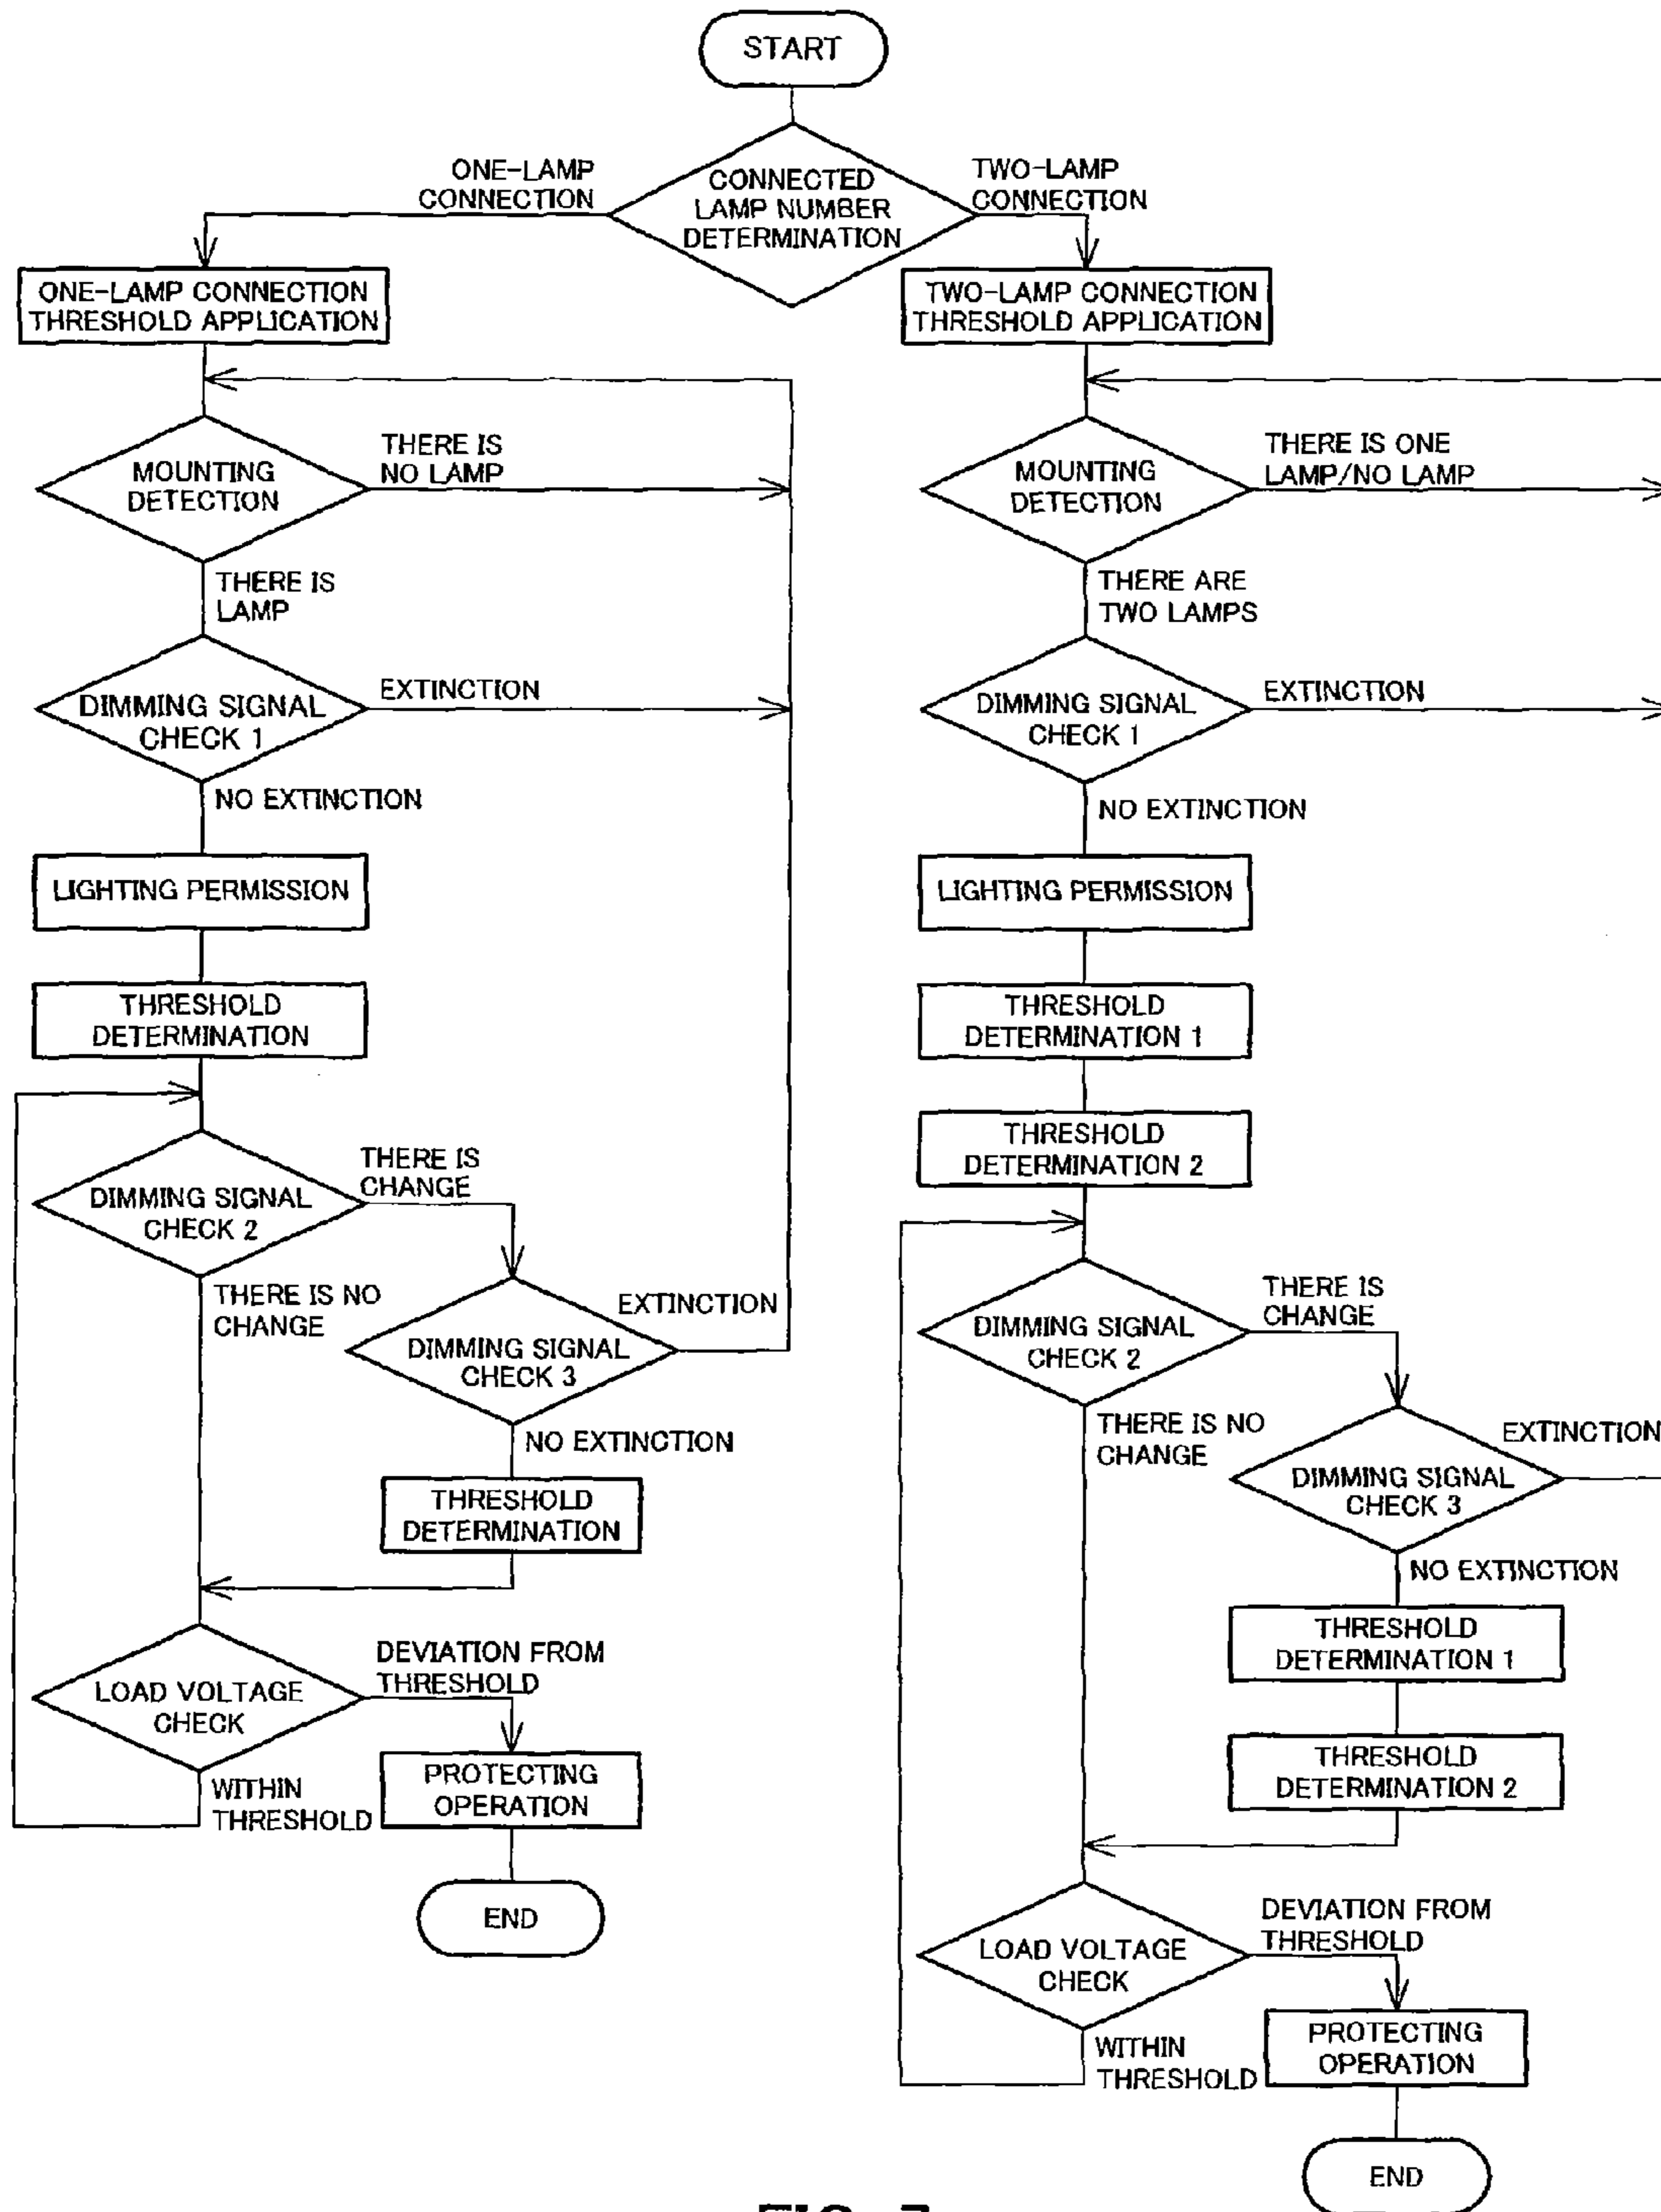 START
CONNECTED
LAMP NUMBER
DETERMINATION
ONE-LAMP
CONNECTION
TWO-LAMP
CONNECTION
ONE-LAMP CONNECTION
THRESHOLD APPLICATION
MOUNTING
DETECTION
THERE IS
NO LAMP
THERE IS
LAMP
DIMMING SIGNAL
CHECK 1
EXTINCTION
NO EXTINCTION
LIGHTING PERMISSION
THRESHOLD
DETERMINATION
DIMMING SIGNAL
CHECK 2
THERE IS
CHANGE
THERE IS NO
CHANGE
DIMMING SIGNAL
CHECK 3
EXTINCTION
NO EXTINCTION
THRESHOLD
DETERMINATION
LOAD VOLTAGE
CHECK
DEVIATION FROM
THRESHOLD
WITHIN
THRESHOLD
PROTECTING
OPERATION
END
TWO-LAMP CONNECTION
THRESHOLD APPLICATION
MOUNTING
DETECTION
THERE IS ONE
LAMP/NO LAMP
THERE ARE
TWO LAMPS
DIMMING SIGNAL
CHECK 1
EXTINCTION
NO EXTINCTION
LIGHTING PERMISSION
THRESHOLD
DETERMINATION 1
THRESHOLD
DETERMINATION 2
DIMMING SIGNAL
CHECK 2
THERE IS
CHANGE
THERE IS NO
CHANGE
DIMMING SIGNAL
CHECK 3
EXTINCTION
NO EXTINCTION
THRESHOLD
DETERMINATION 1
THRESHOLD
DETERMINATION 2
LOAD VOLTAGE
CHECK
DEVIATION FROM
THRESHOLD
WITHIN
THRESHOLD
PROTECTING
OPERATION
END